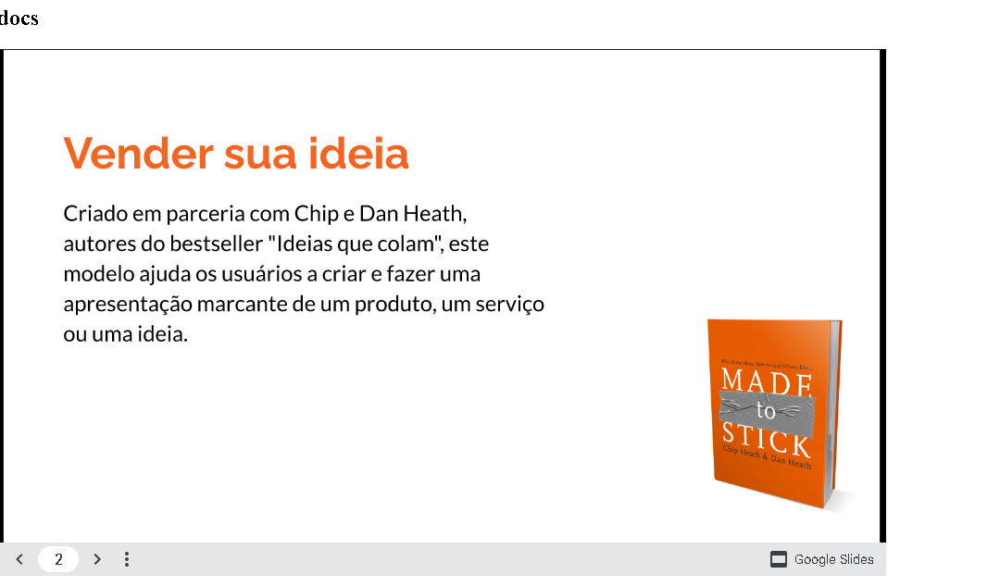 docs
Vender sua ideia
Criado em parceria com Chip e Dan Heath,
autores do bestseller "Ideias que colam", este
modelo ajuda os usuários a criar e fazer uma
apresentação marcante de um produto, um serviço
ou uma ideia.
Why Some Ideas Survive and Others Die...
MADE
to
STICK
Chip Heath & Dan Heath
2
Google Slides